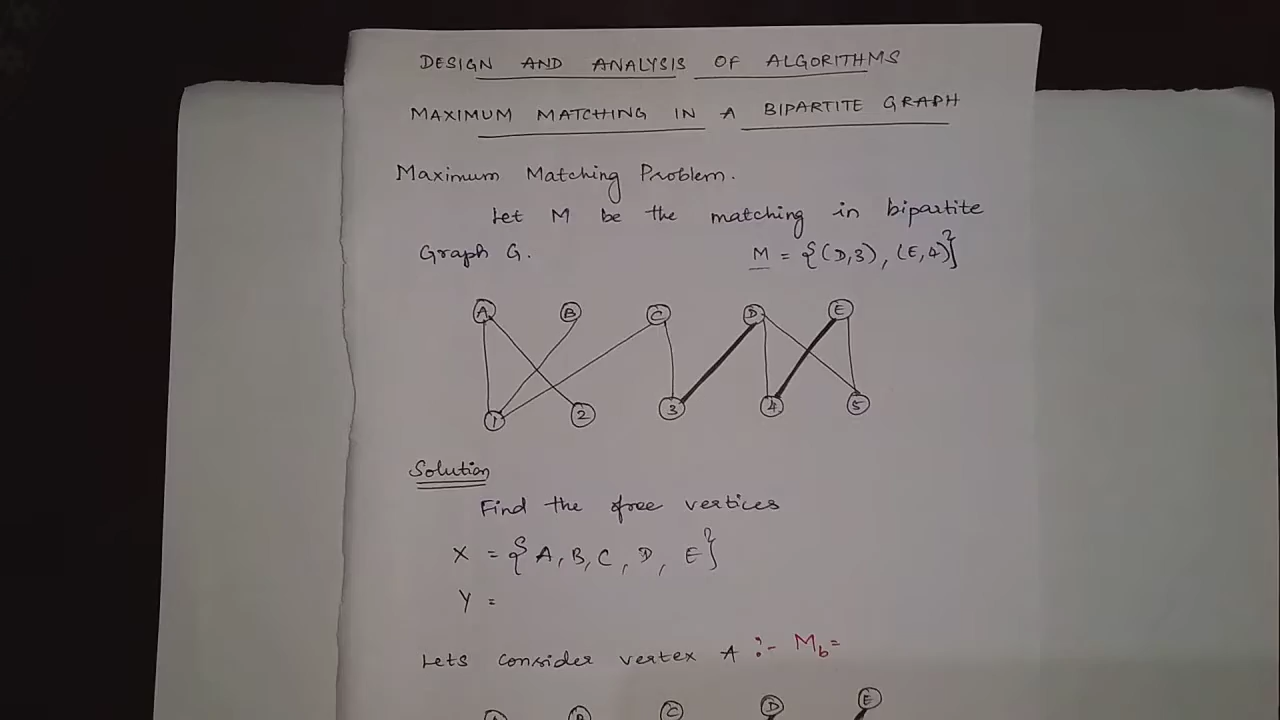 DESIGN AND ANALYSIS OF ALGORITHMS
MAXIMUM MATCHING IN A BIPARTITE GRAPH
Maximum Matching Problem.
Let M be the matching in bipartite
Graph G. M = {(D,3), (E,4)}
A B C D E
1 2 3 4 5
Solution
Find the free vertices
X = {A, B, C, D, E}
Y =
Lets consider vertex A :- Mb=
A B C D E